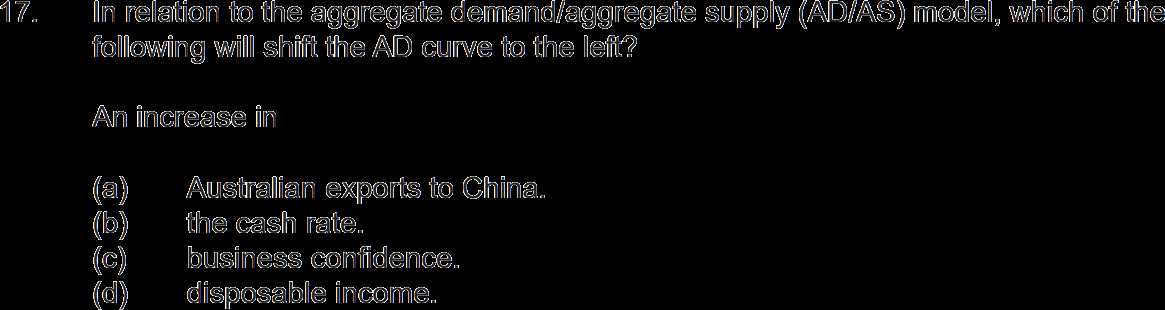 17. In relation to the aggregate demand/aggregate supply (AD/AS) model, which of the
following will shift the AD curve to the left?
An increase in
(a) Australian exports to China.
(b) the cash rate.
(c) business confidence.
(d) disposable income.